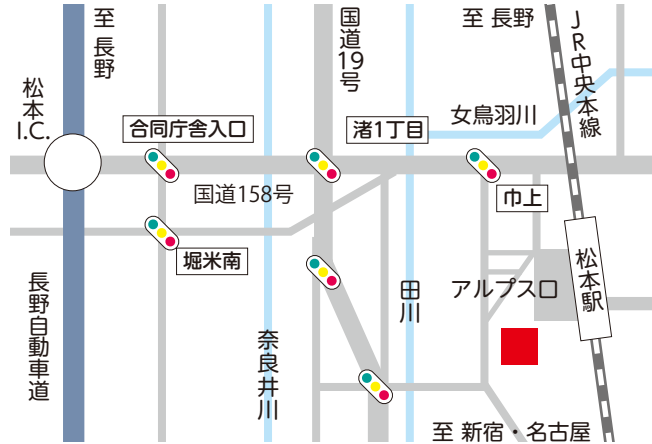 至 長野
国道19号
至 長野
JR中央本線
松本
I.C.
合同庁舎入口
渚1丁目
女鳥羽川
国道158号
巾上
堀米南
松本駅
長野自動車道
田川
アルプス口
奈良井川
至 新宿・名古屋